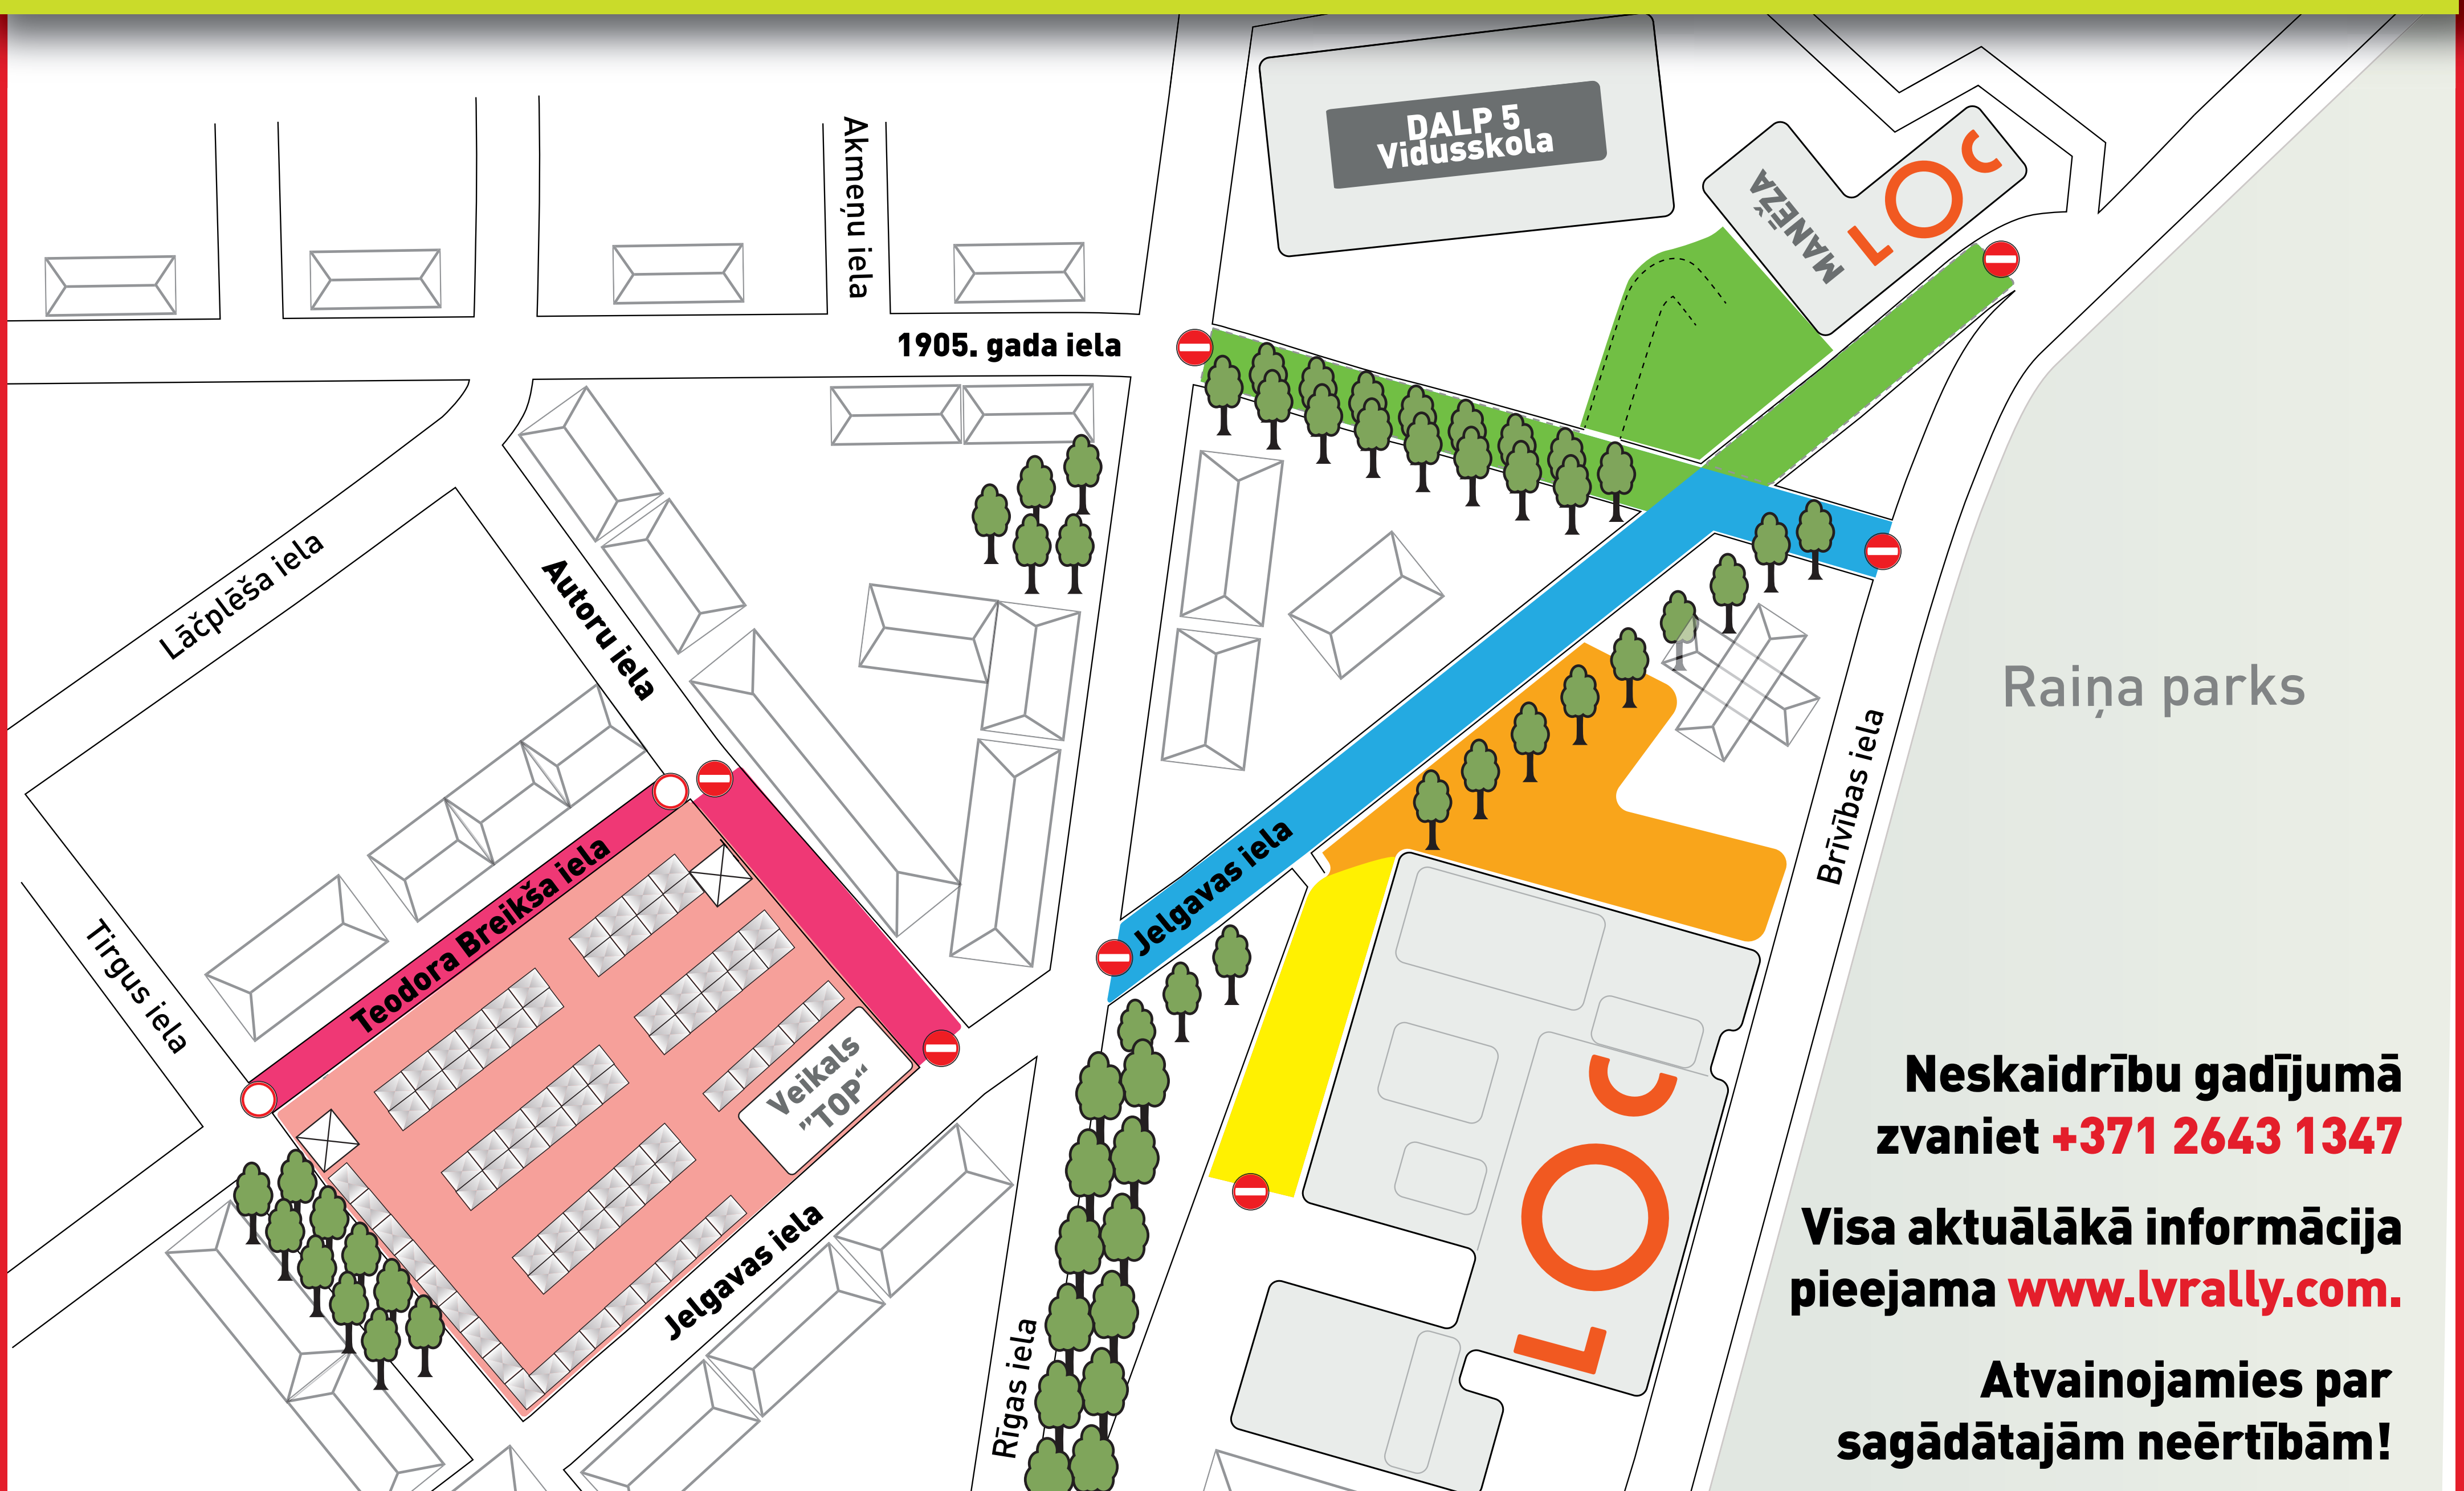 DALP 5
Vidusskola
MANĒŽA
LOC
Akmeņu iela
1905. gada iela
Lāčplēša iela
Autoru iela
Raiņa parks
Brīvības iela
Teodora Breikša iela
Jelgavas iela
Tirgus iela
Veikals
”TOP“
Jelgavas iela
Rīgas iela
LOC
Neskaidrību gadījumā
zvaniet +371 2643 1347
Visa aktuālākā informācija
pieejama www.lvrally.com.
Atvainojamies par
sagādātajām neērtībām!